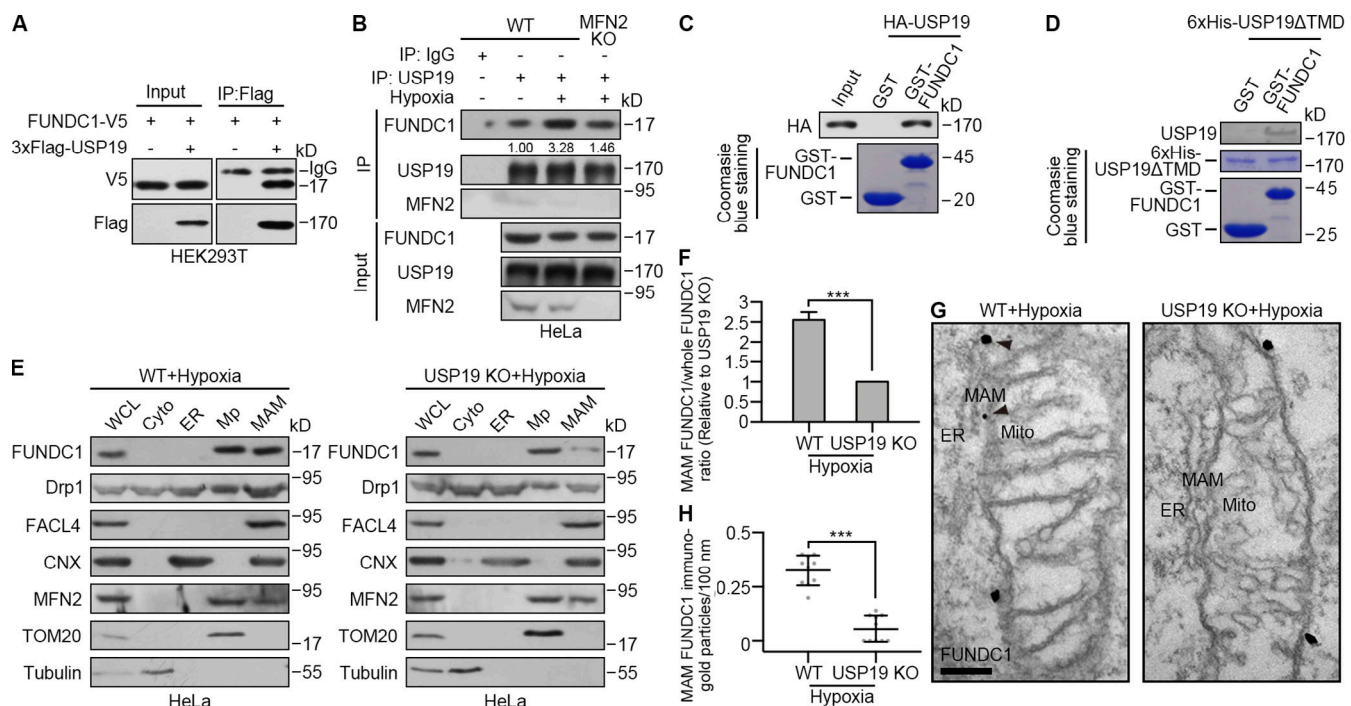 A
Input
IP:Flag
FUNDC1-V5
+ + + +
3xFlag-USP19
- + - +
kD
V5
IgG
-17
Flag
-170
HEK293T
B
WT
MFN2
KO
IP: IgG
+ - - -
IP: USP19
- + + +
Hypoxia
- - + +
kD
IP
FUNDC1
-17
1.00 3.28 1.46
USP19
-170
MFN2
-95
Input
FUNDC1
-17
USP19
-170
MFN2
-95
HeLa
C
HA-USP19
Input
GST
GST-
FUNDC1
kD
HA
-170
Coomasie
blue staining
GST-
FUNDC1
-45
GST
-20
D
6xHis-USP19ΔTMD
GST
GST-
FUNDC1
kD
USP19
-170
Coomasie
blue staining
6xHis-
USP19ΔTMD
-170
GST-
FUNDC1
-45
GST
-25
E
WT+Hypoxia
WCL Cyto ER Mp MAM
kD
FUNDC1
-17
Drp1
-95
FACL4
-95
CNX
-95
MFN2
-95
TOM20
-17
Tubulin
-55
HeLa
USP19 KO+Hypoxia
WCL Cyto ER Mp MAM
kD
FUNDC1
-17
Drp1
-95
FACL4
-95
CNX
-95
MFN2
-95
TOM20
-17
Tubulin
-55
HeLa
F
MAM FUNDC1/whole FUNDC1
ratio (Relative to USP19 KO)
3
2.5
2
1.5
1
0.5
0
***
WT USP19 KO
Hypoxia
G
WT+Hypoxia
MAM
ER
Mito
FUNDC1
USP19 KO+Hypoxia
MAM
ER
Mito
H
MAM FUNDC1 immuno-
gold particles/100 nm
0.5
0.25
0
***
WT USP19 KO
Hypoxia